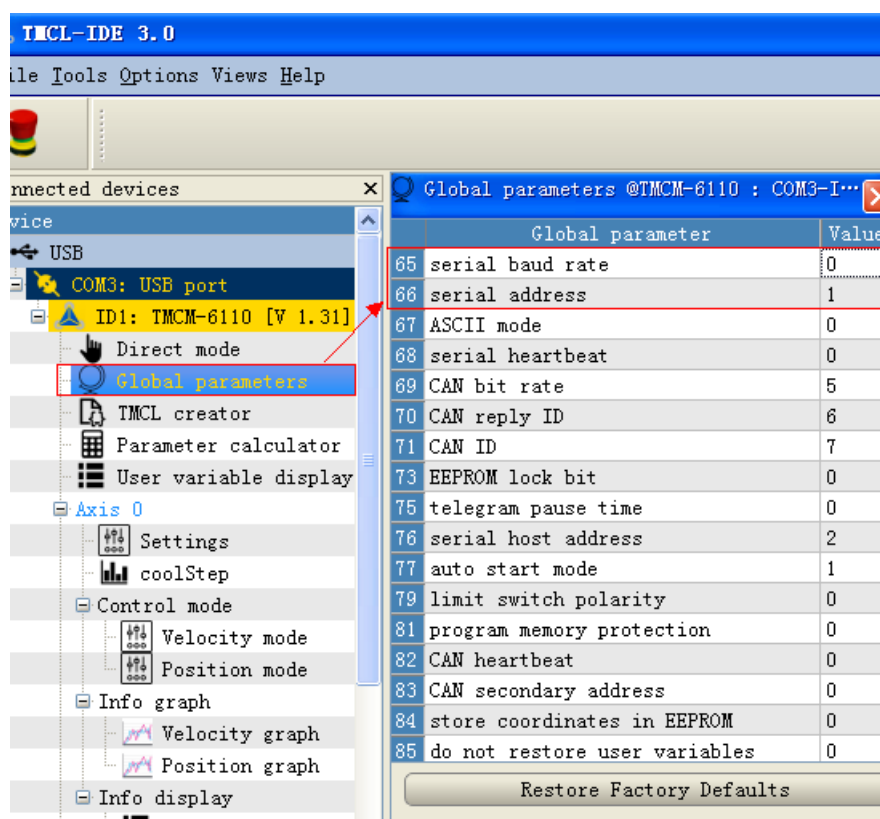 TMCL-IDE 3.0
ile Tools Options Views Help
nnected devices
vice
USB
COM3: USB port
ID1: TMCM-6110 [V 1.31]
Direct mode
Global parameters
TMCL creator
Parameter calculator
User variable display
Axis 0
Settings
coolStep
Control mode
Velocity mode
Position mode
Info graph
Velocity graph
Position graph
Info display
Global parameters @TMCM-6110 : COM3-I...
Global parameter Value
65 serial baud rate 0
66 serial address 1
67 ASCII mode 0
68 serial heartbeat 0
69 CAN bit rate 5
70 CAN reply ID 6
71 CAN ID 7
73 EEPROM lock bit 0
75 telegram pause time 0
76 serial host address 2
77 auto start mode 1
79 limit switch polarity 0
81 program memory protection 0
82 CAN heartbeat 0
83 CAN secondary address 0
84 store coordinates in EEPROM 0
85 do not restore user variables 0
Restore Factory Defaults